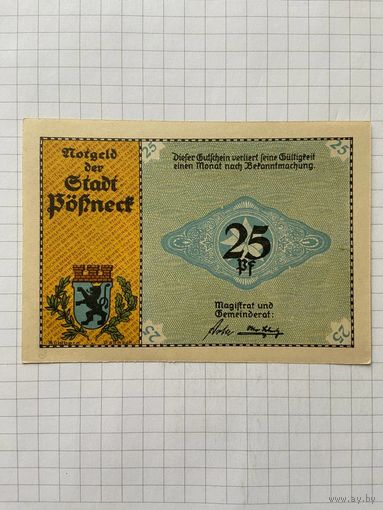 Notgeld
der
Stadt
Pößneck
25
25
Dieser Gutschein verliert seine Gültigkeit
einen Monat nach Bekanntmachung.
25
Pf
Magistrat und
Gemeinderat:
25
25
www.ay.by